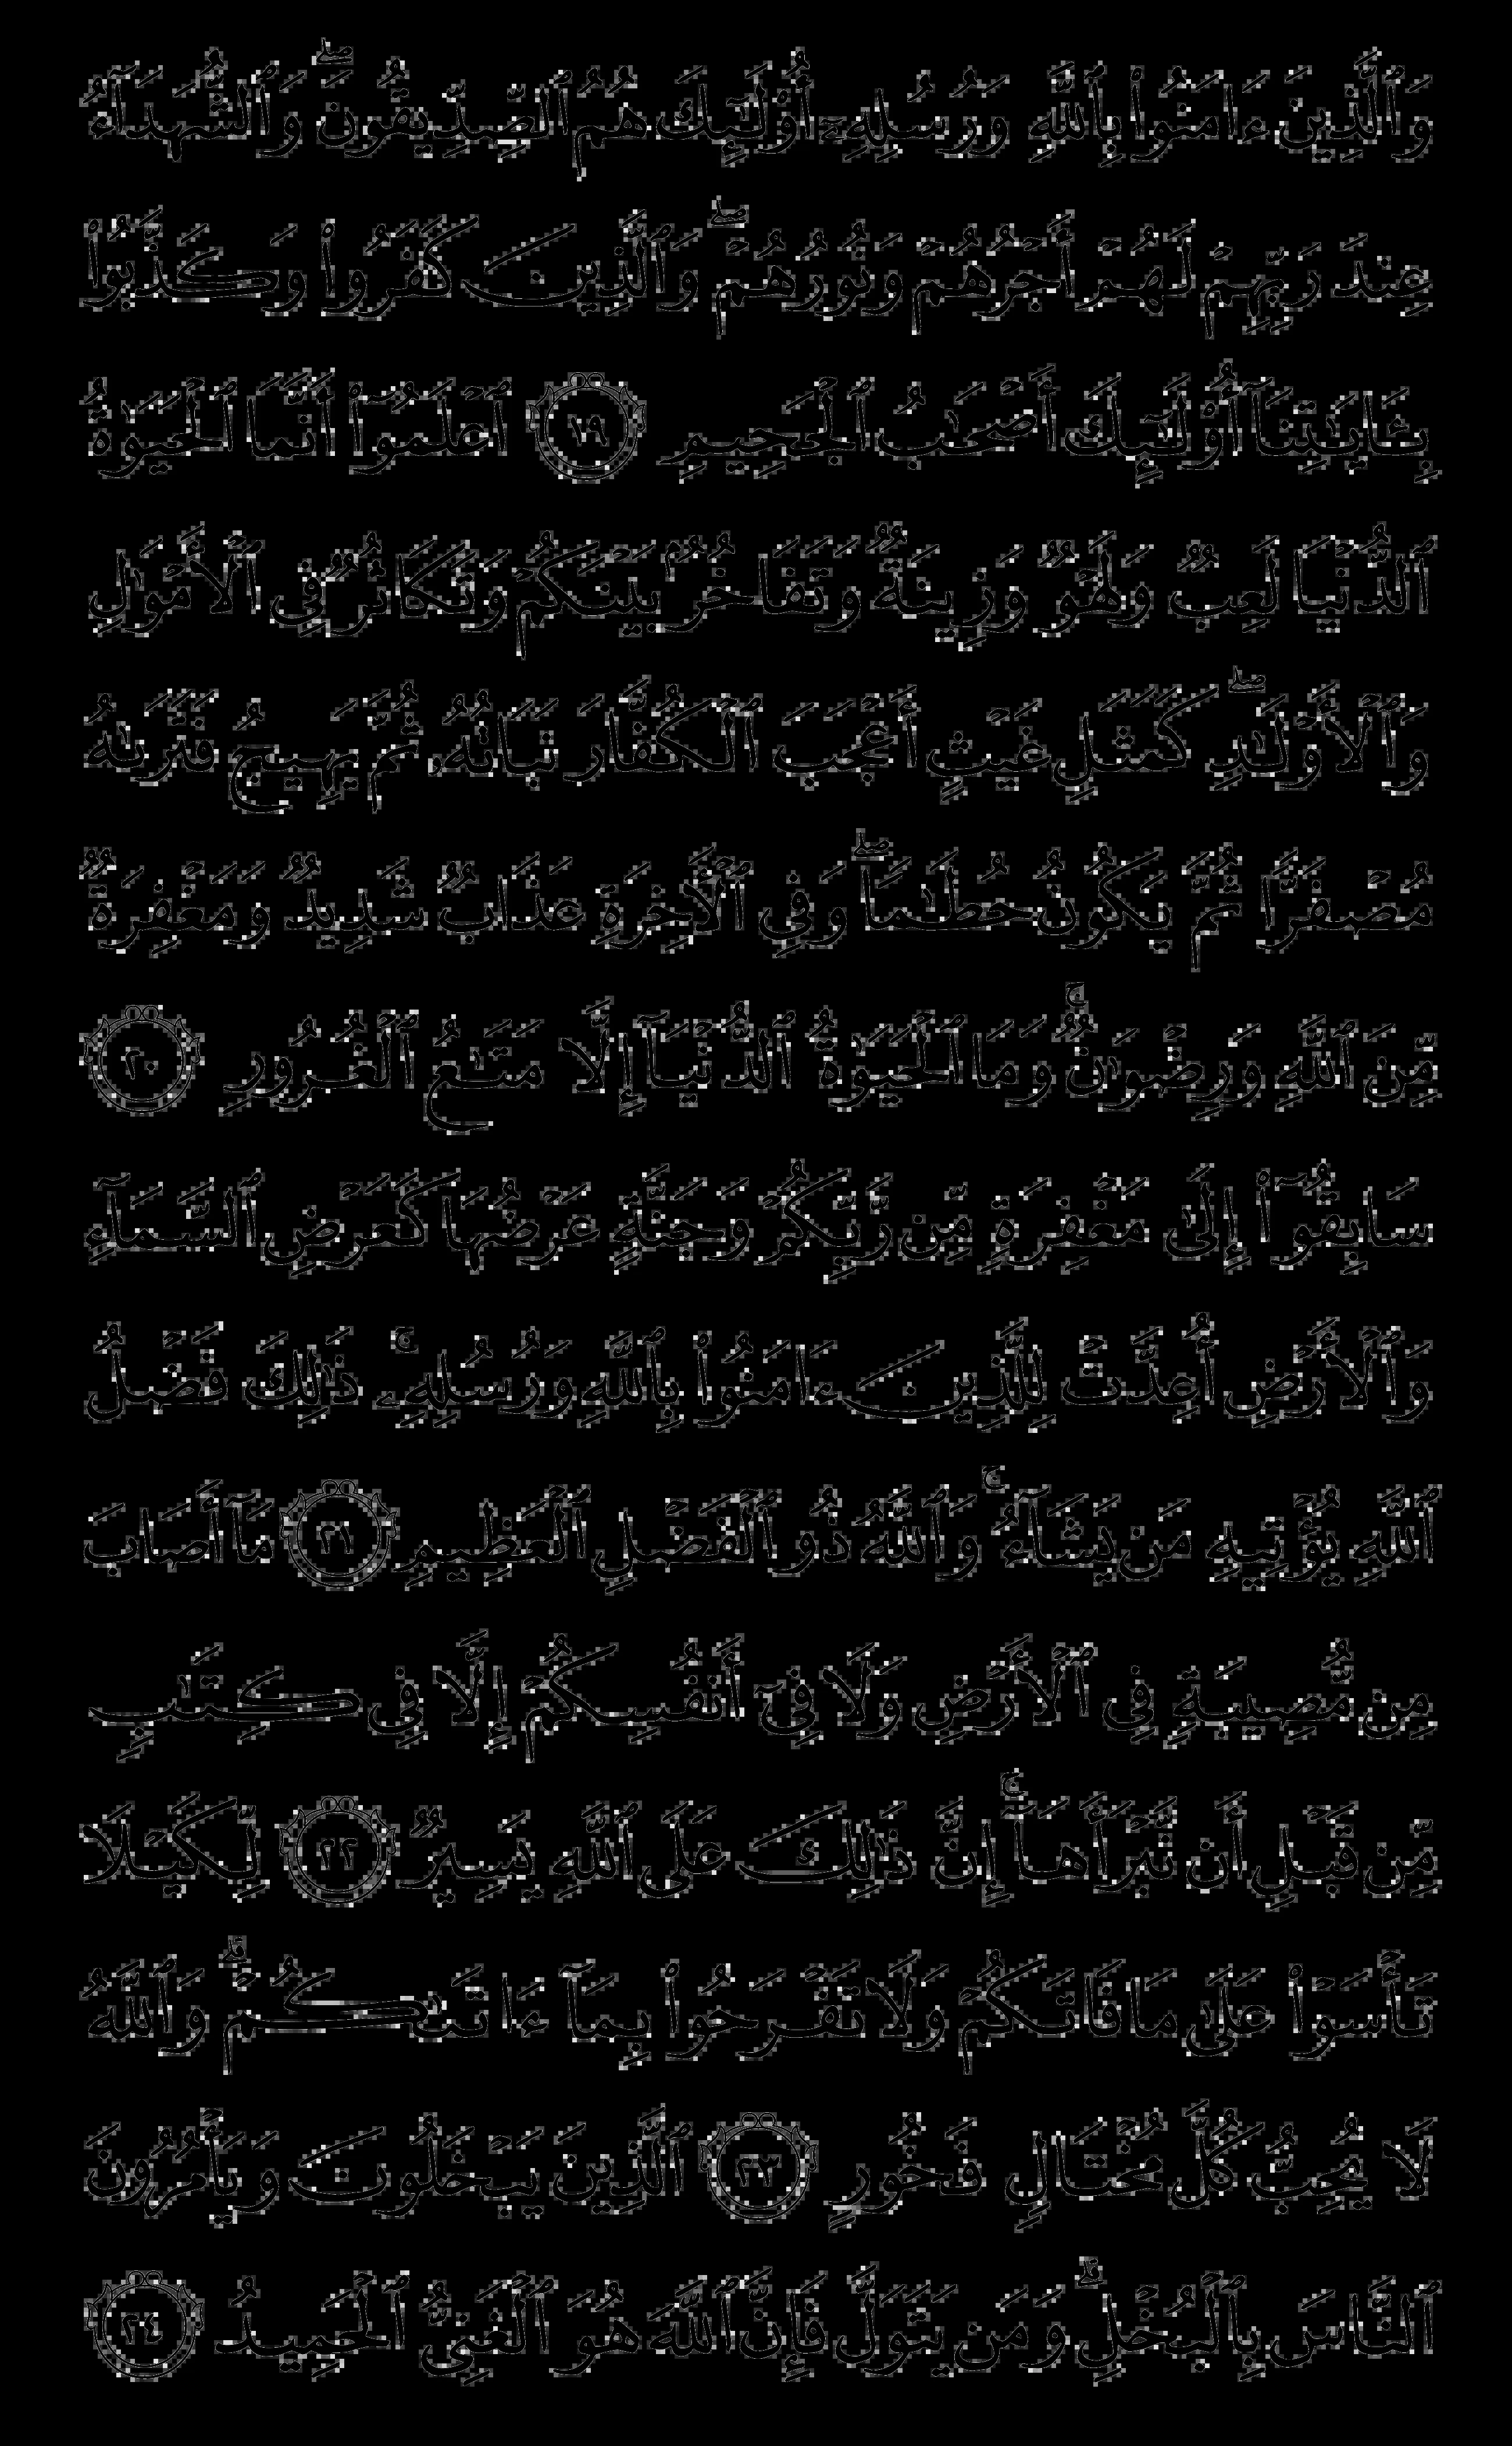 وَٱلَّذِينَ ءَامَنُوا۟ بِٱللَّهِ وَرُسُلِهِۦٓ أُو۟لَٰٓئِكَ هُمُ ٱلصِّدِّيقُونَ ۖ وَٱلشُّهَدَآءُ
عِندَ رَبِّهِمْ لَهُمْ أَجْرُهُمْ وَنُورُهُمْ ۖ وَٱلَّذِينَ كَفَرُوا۟ وَكَذَّبُوا۟
بِـَٔايَٰتِنَآ أُو۟لَٰٓئِكَ أَصْحَٰبُ ٱلْجَحِيمِ ١٩ ٱعْلَمُوٓا۟ أَنَّمَا ٱلْحَيَوٰةُ
ٱلدُّنْيَا لَعِبٌ وَلَهْوٌ وَزِينَةٌ وَتَفَاخُرٌۢ بَيْنَكُمْ وَتَكَاثُرٌ فِى ٱلْأَمْوَٰلِ
وَٱلْأَوْلَٰدِ ۖ كَمَثَلِ غَيْثٍ أَعْجَبَ ٱلْكُفَّارَ نَبَاتُهُۥ ثُمَّ يَهِيجُ فَتَرَىٰهُ
مُصْفَرًّا ثُمَّ يَكُونُ حُطَٰمًا ۖ وَفِى ٱلْـَٔاخِرَةِ عَذَابٌ شَدِيدٌ وَمَغْفِرَةٌ
مِّنَ ٱللَّهِ وَرِضْوَٰنٌ ۚ وَمَا ٱلْحَيَوٰةُ ٱلدُّنْيَآ إِلَّا مَتَٰعُ ٱلْغُرُورِ ٢٠
سَابِقُوٓا۟ إِلَىٰ مَغْفِرَةٍ مِّن رَّبِّكُمْ وَجَنَّةٍ عَرْضُهَا كَعَرْضِ ٱلسَّمَآءِ
وَٱلْأَرْضِ أُعِدَّتْ لِلَّذِينَ ءَامَنُوا۟ بِٱللَّهِ وَرُسُلِهِۦ ۚ ذَٰلِكَ فَضْلُ
ٱللَّهِ يُؤْتِيهِ مَن يَشَآءُ ۚ وَٱللَّهُ ذُو ٱلْفَضْلِ ٱلْعَظِيمِ ٢١ مَآ أَصَابَ
مِن مُّصِيبَةٍ فِى ٱلْأَرْضِ وَلَا فِىٓ أَنفُسِكُمْ إِلَّا فِى كِتَٰبٍ
مِّن قَبْلِ أَن نَّبْرَأَهَآ ۚ إِنَّ ذَٰلِكَ عَلَى ٱللَّهِ يَسِيرٌ ٢٢ لِّكَيْلَا
تَأْسَوْا۟ عَلَىٰ مَا فَاتَكُمْ وَلَا تَفْرَحُوا۟ بِمَآ ءَاتَىٰكُمْ ۗ وَٱللَّهُ
لَا يُحِبُّ كُلَّ مُخْتَالٍ فَخُورٍ ٢٣ ٱلَّذِينَ يَبْخَلُونَ وَيَأْمُرُونَ
ٱلنَّاسَ بِٱلْبُخْلِ ۗ وَمَن يَتَوَلَّ فَإِنَّ ٱللَّهَ هُوَ ٱلْغَنِىُّ ٱلْحَمِيدُ ٢٤